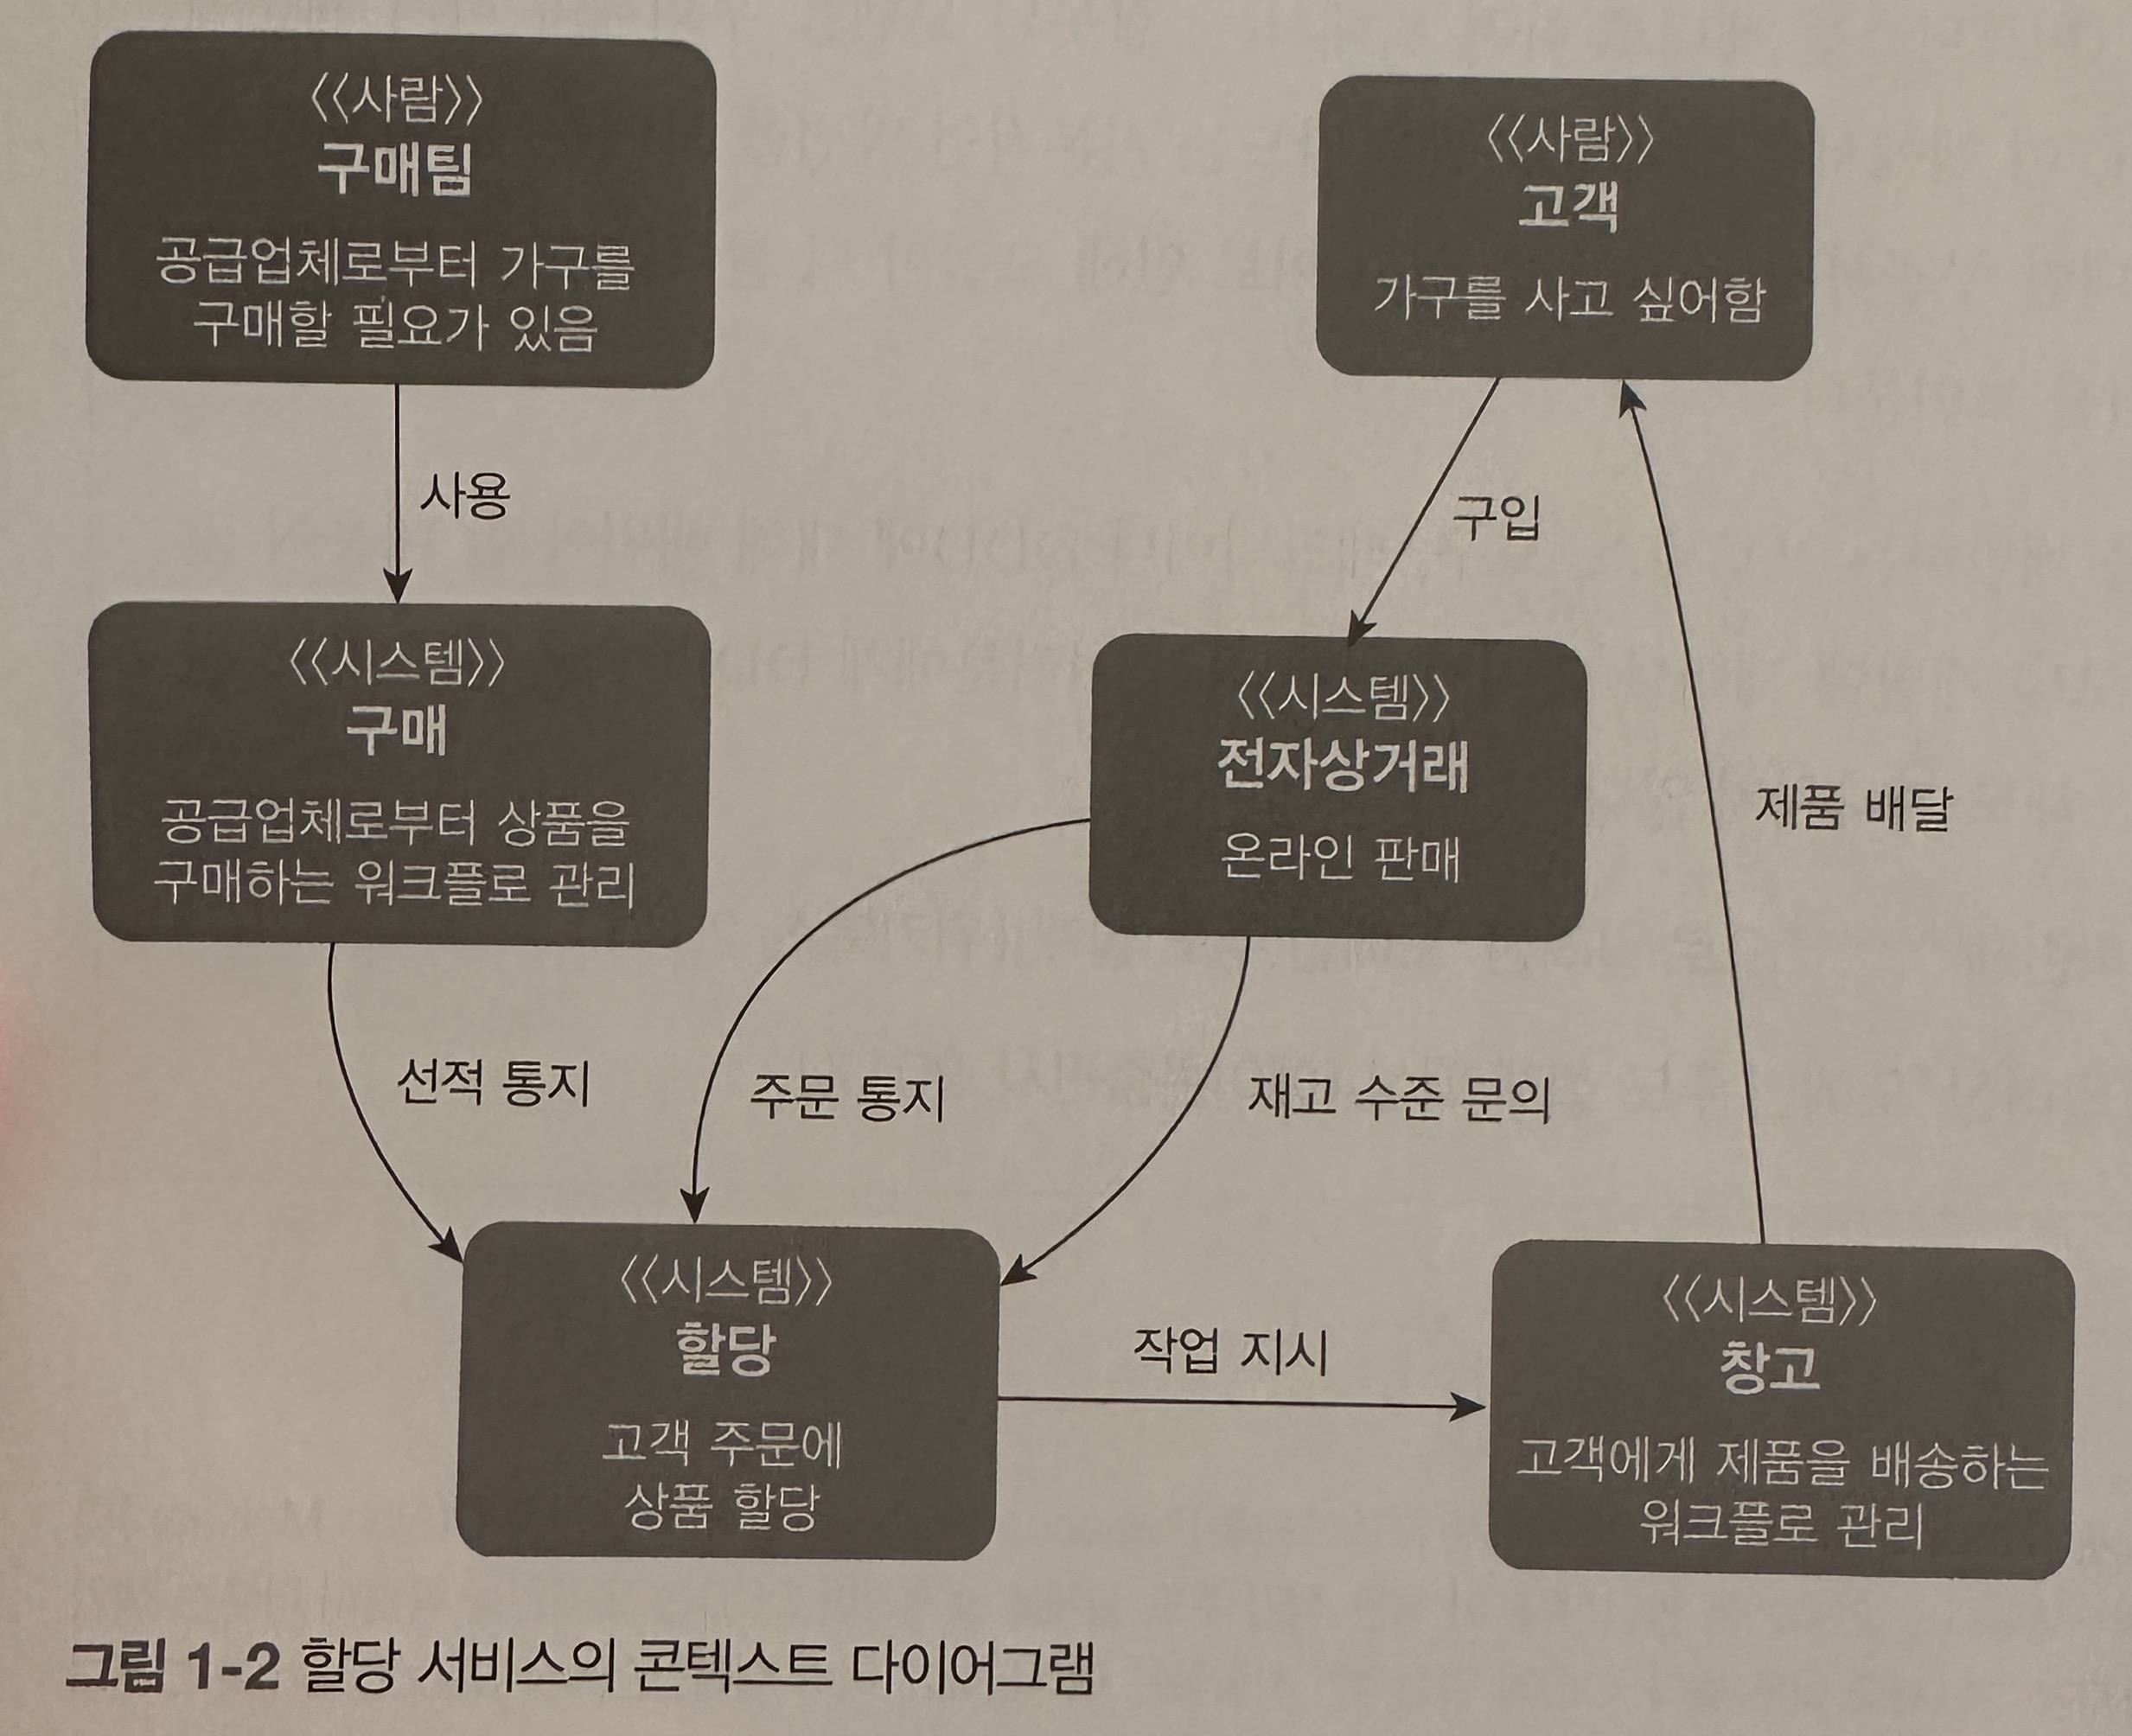 〈〈사람〉〉
구매팀
공급업체로부터 가구를
구매할 필요가 있음
〈〈사람〉〉
고객
가구를 사고 싶어함
사용
구입
〈〈시스템〉〉
구매
공급업체로부터 상품을
구매하는 워크플로 관리
〈〈시스템〉〉
전자상거래
온라인 판매
제품 배달
선적 통지
주문 통지
재고 수준 문의
〈〈시스템〉〉
할당
고객 주문에
상품 할당
작업 지시
〈〈시스템〉〉
창고
고객에게 제품을 배송하는
워크플로 관리
그림 1-2 할당 서비스의 콘텍스트 다이어그램